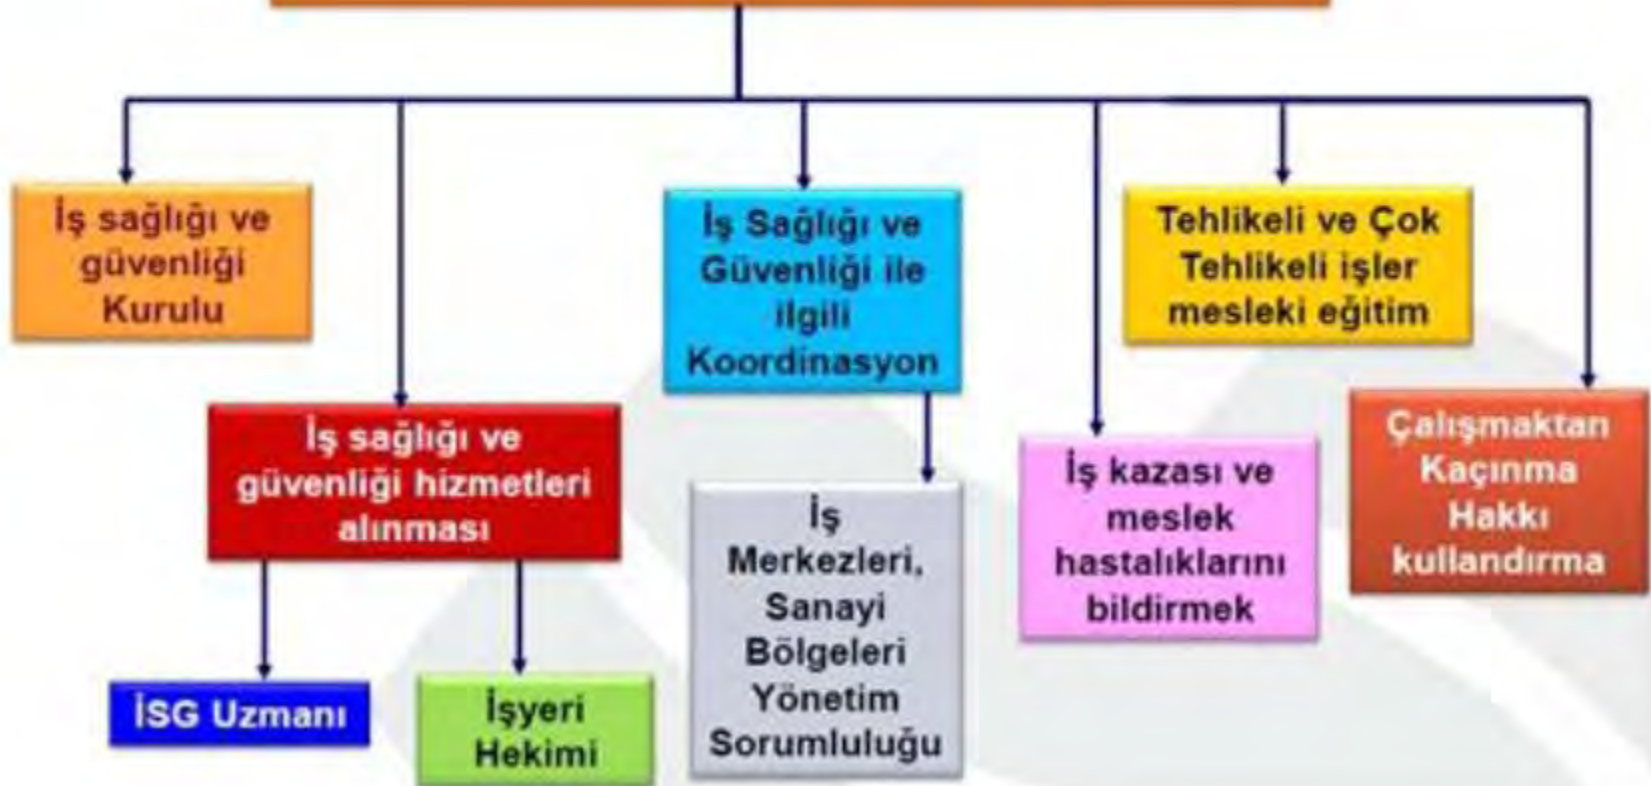 İş sağlığı ve
güvenliği
Kurulu
İş sağlığı ve
güvenliği hizmetleri
alınması
İSG Uzmanı
İşyeri
Hekimi
İş Sağlığı ve
Güvenliği ile
ilgili
Koordinasyon
İş
Merkezleri,
Sanayi
Bölgeleri
Yönetim
Sorumluluğu
İş kazası ve
meslek
hastalıklarını
bildirmek
Tehlikeli ve Çok
Tehlikeli işler
mesleki eğitim
Çalışmaktan
Kaçınma
Hakkı
kullandırma